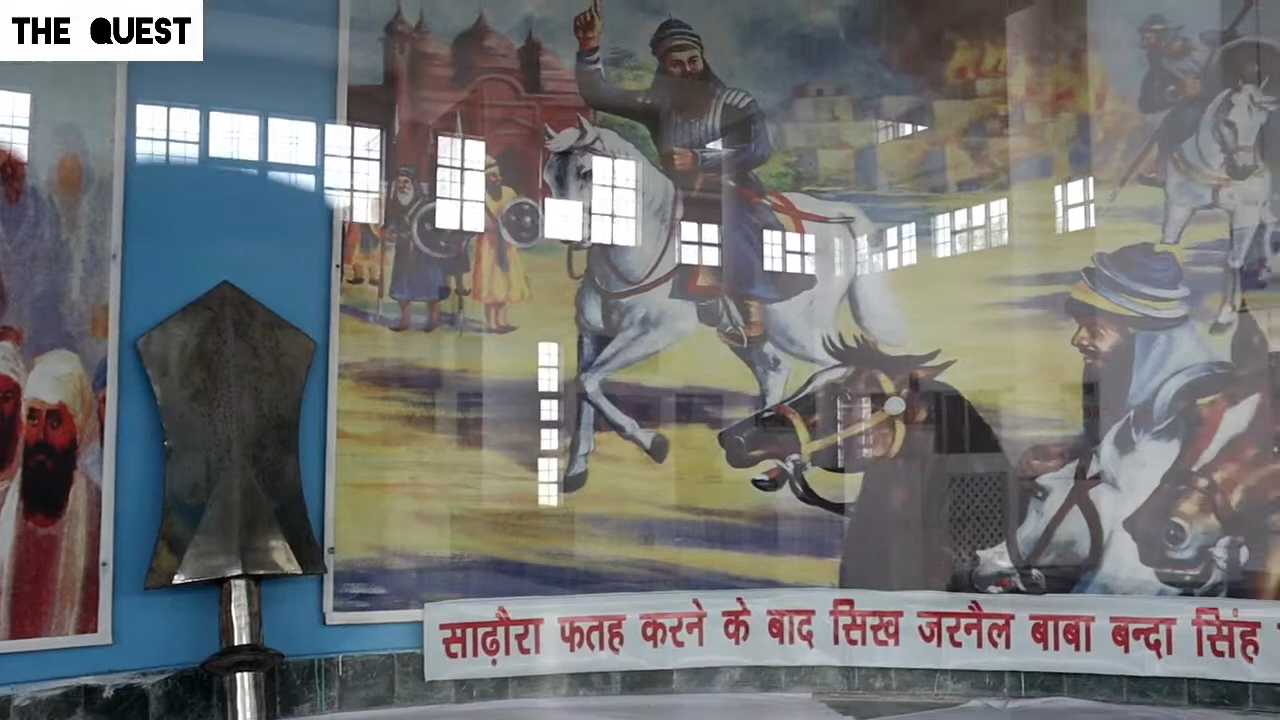 THE QUEST
साढ़ौरा फतह करने के बाद सिख जरनैल बाबा बन्दा सिंह